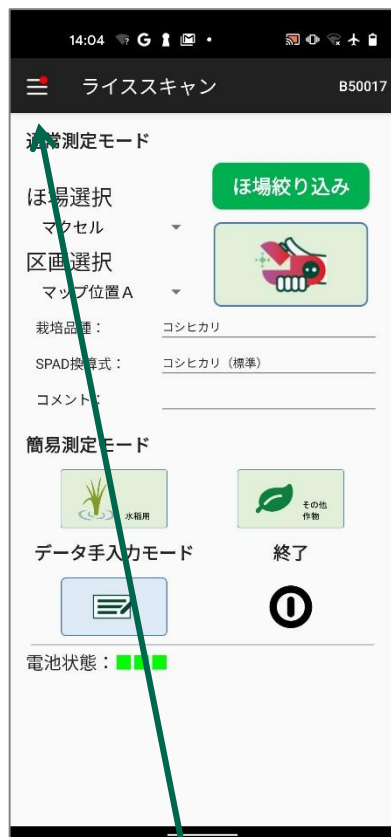 14:04 G
ライススキャン B50017
通常測定モード
ほ場選択 ほ場絞り込み
マクセル
区画選択
マップ位置A
栽培品種： コシヒカリ
SPAD換算式： コシヒカリ（標準）
コメント：
簡易測定モード
水稲用 その他
作物
データ手入力モード 終了
電池状態：